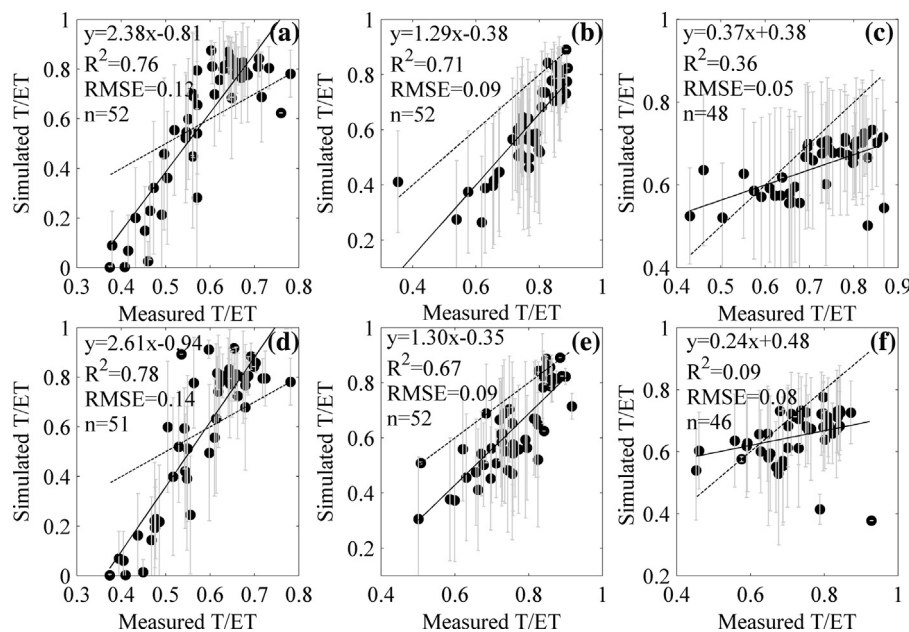 y=2.38x−0.81 (a)
R²=0.76
RMSE=0.13
n=52
Simulated T/ET
1
0.8
0.6
0.4
0.2
0
0.3 0.4 0.5 0.6 0.7 0.8
Measured T/ET
y=1.29x−0.38 (b)
R²=0.71
RMSE=0.09
n=52
Simulated T/ET
1
0.8
0.6
0.4
0.2
0.4 0.6 0.8 1
Measured T/ET
y=0.37x+0.38 (c)
R²=0.36
RMSE=0.05
n=48
Simulated T/ET
1
0.8
0.6
0.4
0.4 0.5 0.6 0.7 0.8 0.9
Measured T/ET
y=2.61x−0.94 (d)
R²=0.78
RMSE=0.14
n=51
Simulated T/ET
1
0.8
0.6
0.4
0.2
0
0.3 0.4 0.5 0.6 0.7 0.8
Measured T/ET
y=1.30x−0.35 (e)
R²=0.67
RMSE=0.09
n=52
Simulated T/ET
1
0.8
0.6
0.4
0.2
0.4 0.6 0.8 1
Measured T/ET
y=0.24x+0.48 (f)
R²=0.09
RMSE=0.08
n=46
Simulated T/ET
1
0.8
0.6
0.4
0.2
0.4 0.6 0.8 1
Measured T/ET